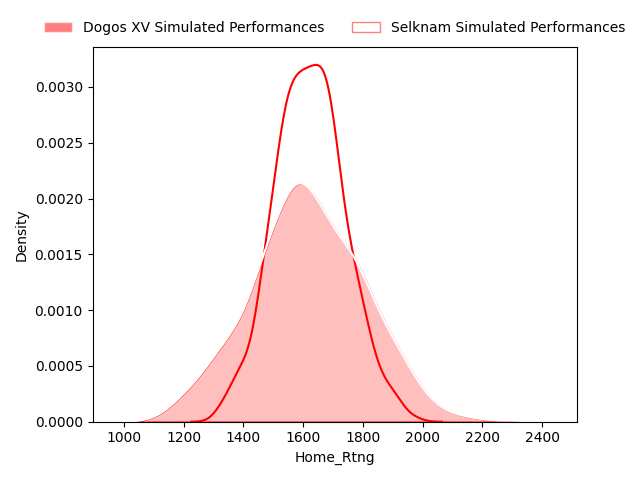 Dogos XV Simulated Performances Selknam Simulated Performances
0.0030
0.0025
0.0020
0.0015
0.0010
0.0005
0.0000
Density
1000 1200 1400 1600 1800 2000 2200 2400
Home_Rtng